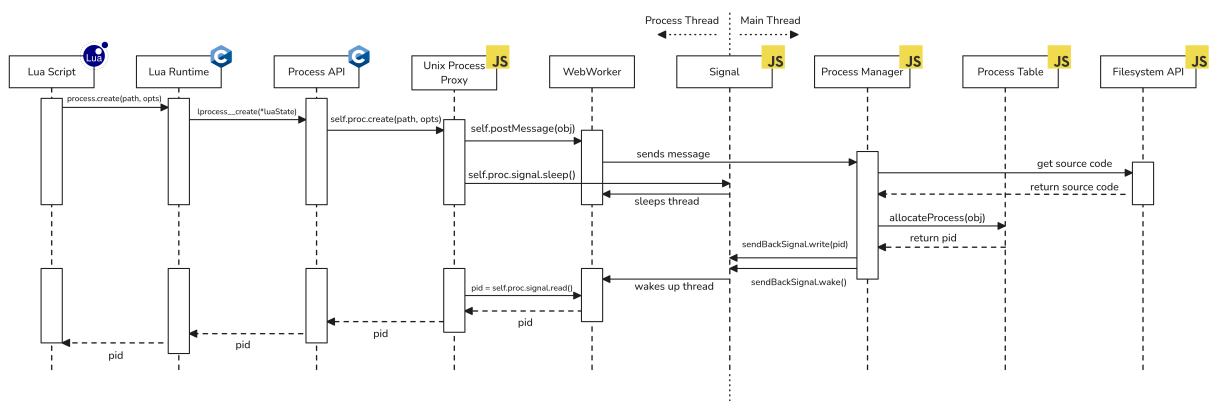 Process Thread
Main Thread
Lua
C
C
JS
JS
JS
JS
JS
Lua Script
Lua Runtime
Process API
Unix Process
Proxy
WebWorker
Signal
Process Manager
Process Table
Filesystem API
process.create(path, opts)
lprocess__create(*luaState)
self.proc.create(path, opts)
self.postMessage(obj)
sends message
get source code
self.proc.signal.sleep()
return source code
sleeps thread
allocateProcess(obj)
return pid
sendBackSignal.write(pid)
sendBackSignal.wake()
wakes up thread
pid = self.proc.signal.read()
pid
pid
pid
pid